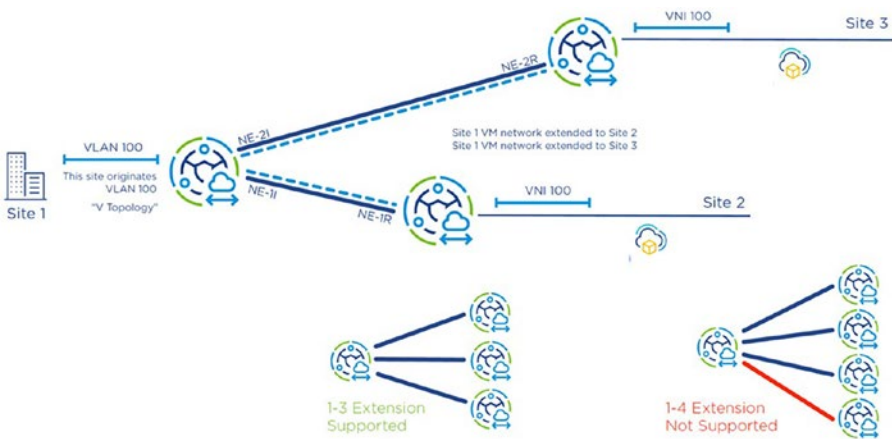 VNI 100
Site 3
NE-2R
NE-2I
VLAN 100
This site originates
VLAN 100
"V Topology"
Site 1
Site 1 VM network extended to Site 2
Site 1 VM network extended to Site 3
NE-1I
NE-1R
VNI 100
Site 2
1-3 Extension
Supported
1-4 Extension
Not Supported